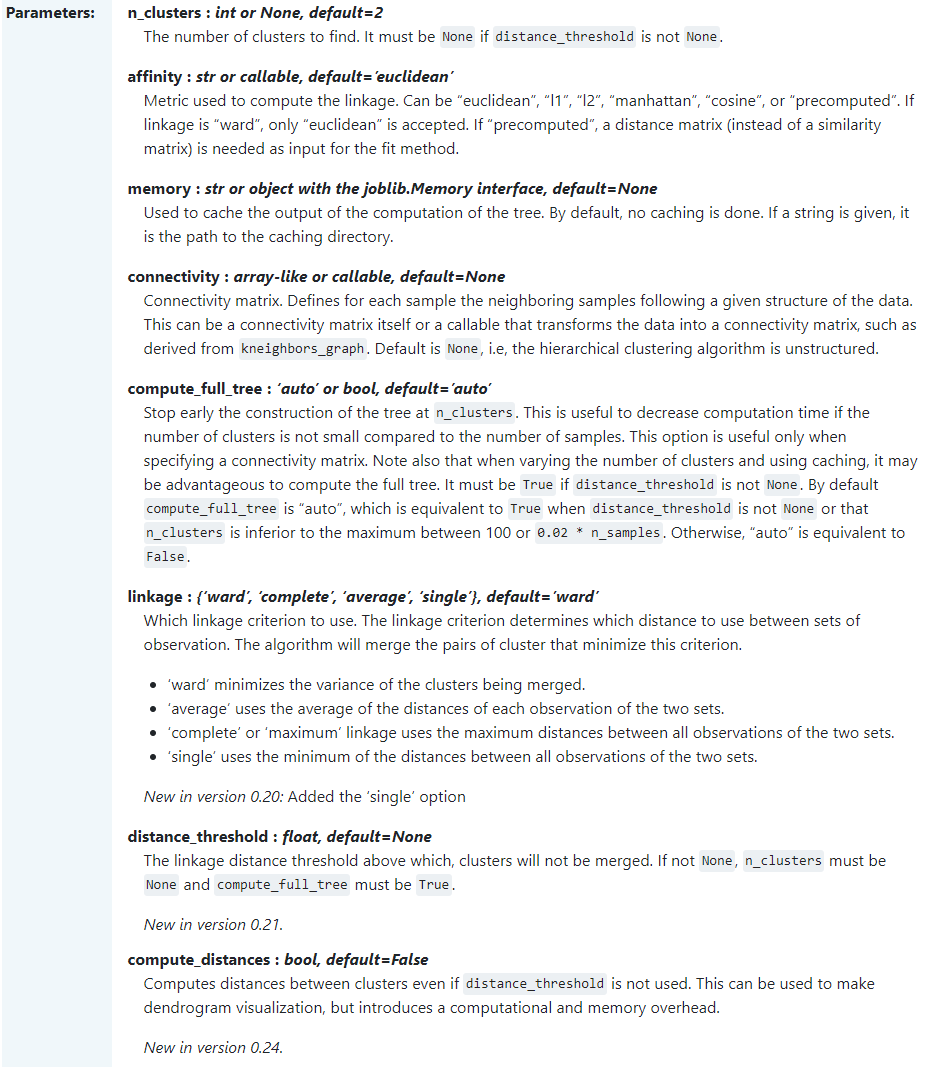 Parameters:
n_clusters : int or None, default=2
The number of clusters to find. It must be None if distance_threshold is not None.
affinity : str or callable, default=’euclidean’
Metric used to compute the linkage. Can be “euclidean”, “l1”, “l2”, “manhattan”, “cosine”, or “precomputed”. If
linkage is “ward”, only “euclidean” is accepted. If “precomputed”, a distance matrix (instead of a similarity
matrix) is needed as input for the fit method.
memory : str or object with the joblib.Memory interface, default=None
Used to cache the output of the computation of the tree. By default, no caching is done. If a string is given, it
is the path to the caching directory.
connectivity : array-like or callable, default=None
Connectivity matrix. Defines for each sample the neighboring samples following a given structure of the data.
This can be a connectivity matrix itself or a callable that transforms the data into a connectivity matrix, such as
derived from kneighbors_graph. Default is None, i.e, the hierarchical clustering algorithm is unstructured.
compute_full_tree : ‘auto’ or bool, default=’auto’
Stop early the construction of the tree at n_clusters. This is useful to decrease computation time if the
number of clusters is not small compared to the number of samples. This option is useful only when
specifying a connectivity matrix. Note also that when varying the number of clusters and using caching, it may
be advantageous to compute the full tree. It must be True if distance_threshold is not None. By default
compute_full_tree is “auto”, which is equivalent to True when distance_threshold is not None or that
n_clusters is inferior to the maximum between 100 or 0.02 * n_samples. Otherwise, “auto” is equivalent to
False.
linkage : {‘ward’, ‘complete’, ‘average’, ‘single’}, default=’ward’
Which linkage criterion to use. The linkage criterion determines which distance to use between sets of
observation. The algorithm will merge the pairs of cluster that minimize this criterion.
• ‘ward’ minimizes the variance of the clusters being merged.
• ‘average’ uses the average of the distances of each observation of the two sets.
• ‘complete’ or ‘maximum’ linkage uses the maximum distances between all observations of the two sets.
• ‘single’ uses the minimum of the distances between all observations of the two sets.
New in version 0.20: Added the ‘single’ option
distance_threshold : float, default=None
The linkage distance threshold above which, clusters will not be merged. If not None, n_clusters must be
None and compute_full_tree must be True.
New in version 0.21.
compute_distances : bool, default=False
Computes distances between clusters even if distance_threshold is not used. This can be used to make
dendrogram visualization, but introduces a computational and memory overhead.
New in version 0.24.